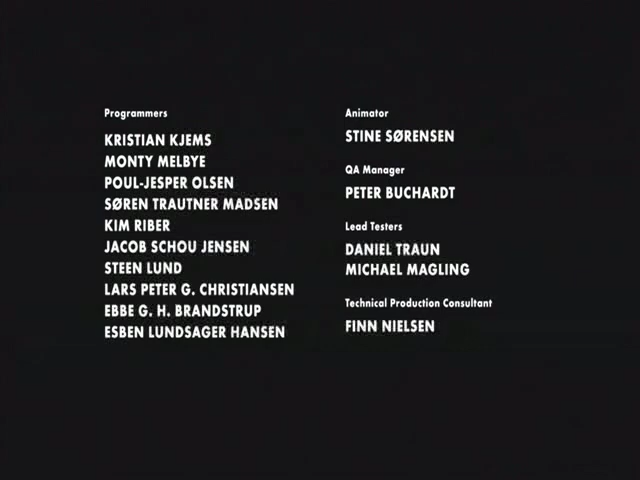 Programmers
KRISTIAN KJEMS
MONTY MELBYE
POUL-JESPER OLSEN
SØREN TRAUTNER MADSEN
KIM RIBER
JACOB SCHOU JENSEN
STEEN LUND
LARS PETER G. CHRISTIANSEN
EBBE G. H. BRANDSTRUP
ESBEN LUNDSAGER HANSEN
Animator
STINE SØRENSEN
QA Manager
PETER BUCHARDT
Lead Testers
DANIEL TRAUN
MICHAEL MAGLING
Technical Production Consultant
FINN NIELSEN